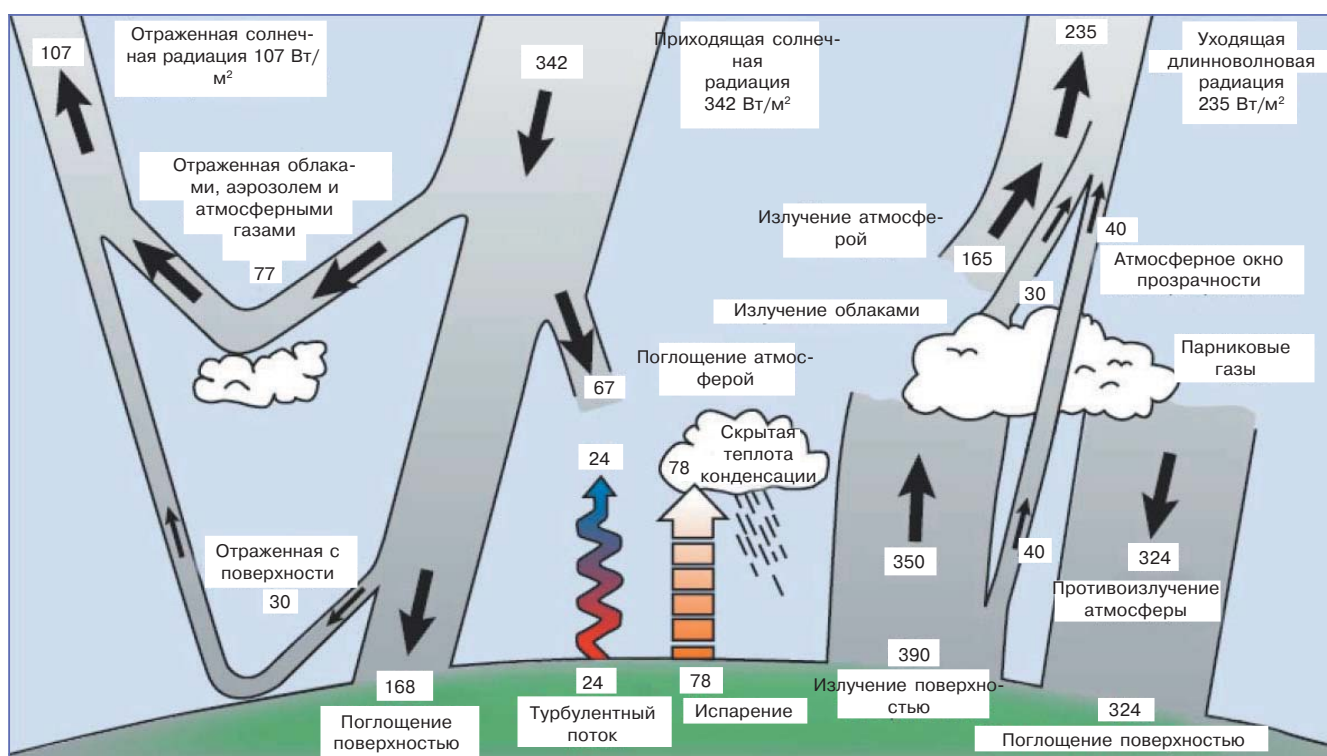 107
Отраженная солнеч-
ная радиация 107 Вт/
м²
342
Приходящая солнеч-
ная
радиация
342 Вт/м²
235
Уходящая
длинноволновая
радиация
235 Вт/м²
Отраженная облака-
ми, аэрозолем и
атмосферными
газами
77
Излучение атмосфе-
рой
165
40
Атмосферное окно
прозрачности
30
Излучение облаками
Парниковые
газы
Поглощение атмос-
ферой
67
Скрытая
теплота
конденсации
78
24
Отраженная с
поверхности
30
350
40
324
Противоизлучение
атмосферы
168
Поглощение
поверхностью
24
Турбулентный
поток
78
Испарение
390
Излучение поверхно-
стью
324
Поглощение поверхностью